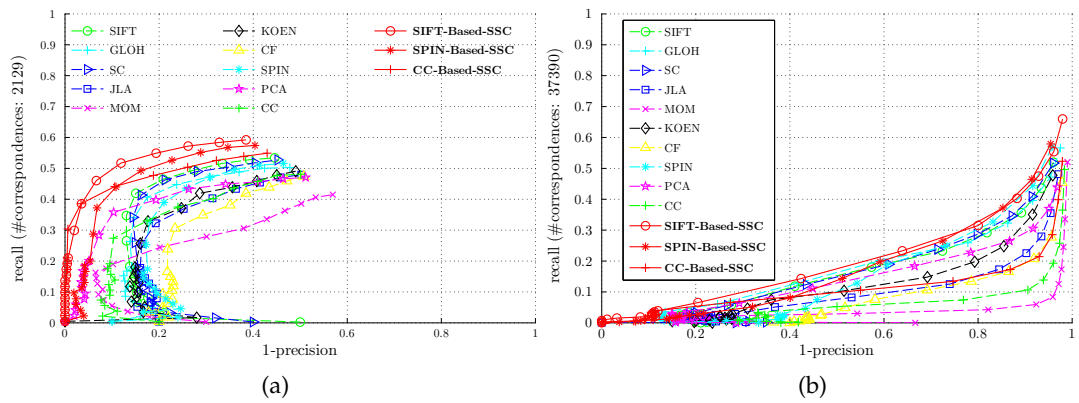 1
0.9
0.8
0.7
0.6
0.5
0.4
0.3
0.2
0.1
0
0
0.2
0.4
0.6
0.8
1
recall (#correspondences: 2129)
1-precision
SIFT
GLOH
SC
JLA
MOM
KOEN
CF
SPIN
PCA
CC
SIFT-Based-SSC
SPIN-Based-SSC
CC-Based-SSC
(a)
1
0.9
0.8
0.7
0.6
0.5
0.4
0.3
0.2
0.1
0
0
0.2
0.4
0.6
0.8
1
recall (#correspondences: 37390)
1-precision
SIFT
GLOH
SC
JLA
MOM
KOEN
CF
SPIN
PCA
CC
SIFT-Based-SSC
SPIN-Based-SSC
CC-Based-SSC
(b)